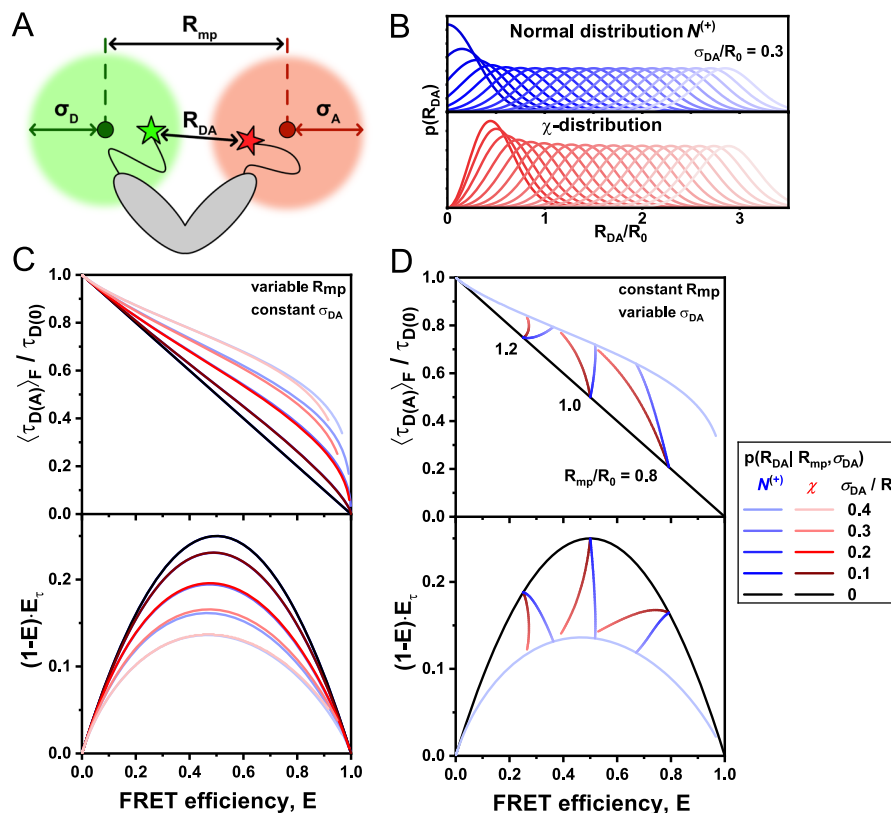 A
R_mp
σ_D
R_DA
σ_A
B
Normal distribution N^(+)
σ_DA/R_0 = 0.3
χ-distribution
p(R_DA)
0 1 2 3
R_DA/R_0
C
variable R_mp
constant σ_DA
⟨τ_D(A)⟩_F / τ_D(0)
1.0
0.8
0.6
0.4
0.2
0.0
(1-E)·E_τ
0.2
0.1
0.0
0.0 0.2 0.4 0.6 0.8 1.0
FRET efficiency, E
D
constant R_mp
variable σ_DA
⟨τ_D(A)⟩_F / τ_D(0)
1.0
0.8
0.6
0.4
0.2
0.0
1.2
1.0
R_mp/R_0 = 0.8
(1-E)·E_τ
0.2
0.1
0.0
0.0 0.2 0.4 0.6 0.8 1.0
FRET efficiency, E
p(R_DA| R_mp,σ_DA)
N^(+) χ σ_DA / R
0.4
0.3
0.2
0.1
0